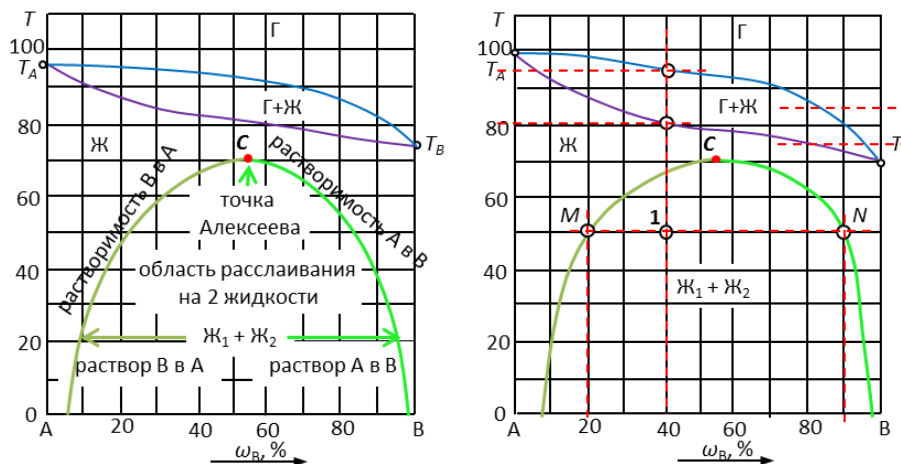 T
100
T_A
80
60
40
20
0
Г
Г+Ж
Ж
T_B
C
растворимость В в А
растворимость А в В
точка
Алексеева
область расслаивания
на 2 жидкости
Ж₁ + Ж₂
раствор В в А
раствор А в В
A
20
40
60
80
B
ω_B, %
T
100
T_A
80
60
40
20
0
Г
Г+Ж
Ж
T
C
M
1
N
Ж₁ + Ж₂
A
20
40
60
80
B
ω_B, %